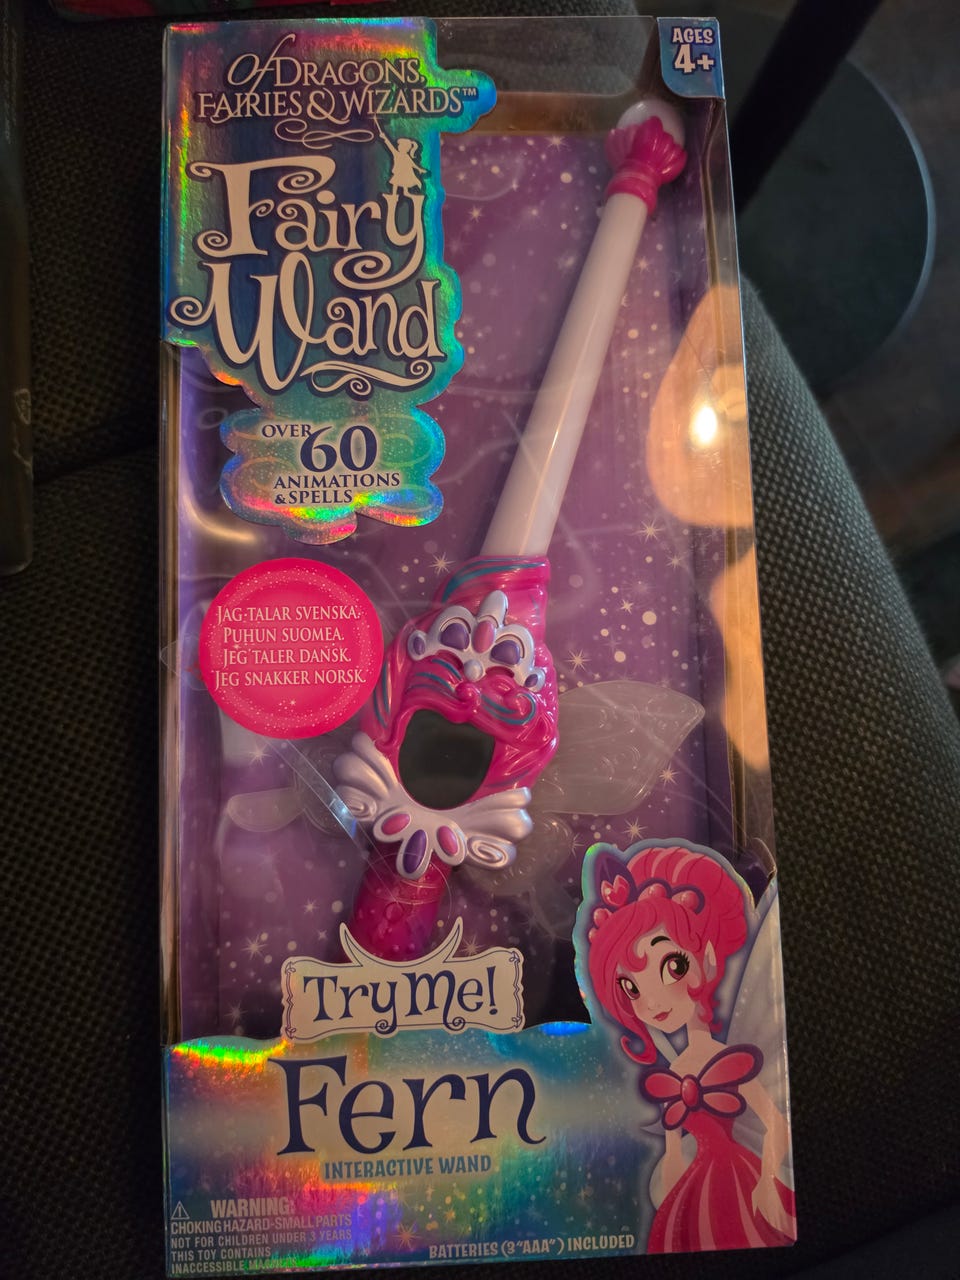 AGES
4+
Of DRAGONS,
FAIRIES & WIZARDS™
Fairy
Wand
OVER 60
ANIMATIONS
& SPELLS
JAG TALAR SVENSKA.
PUHUN SUOMEA.
JEG TALER DANSK.
JEG SNAKKER NORSK.
TRY ME!
Fern
INTERACTIVE WAND
WARNING:
CHOKING HAZARD-SMALL PARTS
NOT FOR CHILDREN UNDER 3 YEARS
THIS TOY CONTAINS
INACCESSIBLE MAGNETS
BATTERIES (3 "AAA") INCLUDED